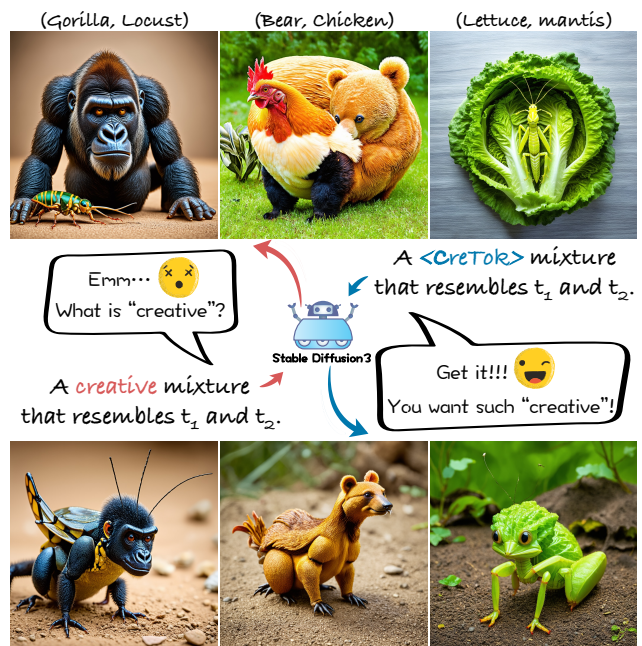 (Gorilla, Locust)
(Bear, Chicken)
(Lettuce, mantis)
Emm...
What is "creative"?
A <CreTok> mixture
that resembles t1 and t2.
Stable Diffusion3
A creative mixture
that resembles t1 and t2.
Get it!!!
You want such "creative"!